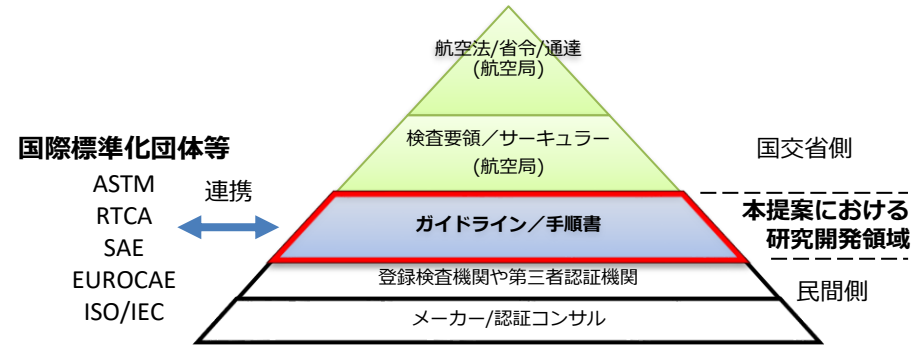 航空法/省令/通達
(航空局)
検査要領／サーキュラー
(航空局)
国際標準化団体等
ASTM
RTCA
SAE
EUROCAE
ISO/IEC
連携
ガイドライン／手順書
登録検査機関や第三者認証機関
メーカー/認証コンサル
国交省側
本提案における
研究開発領域
民間側